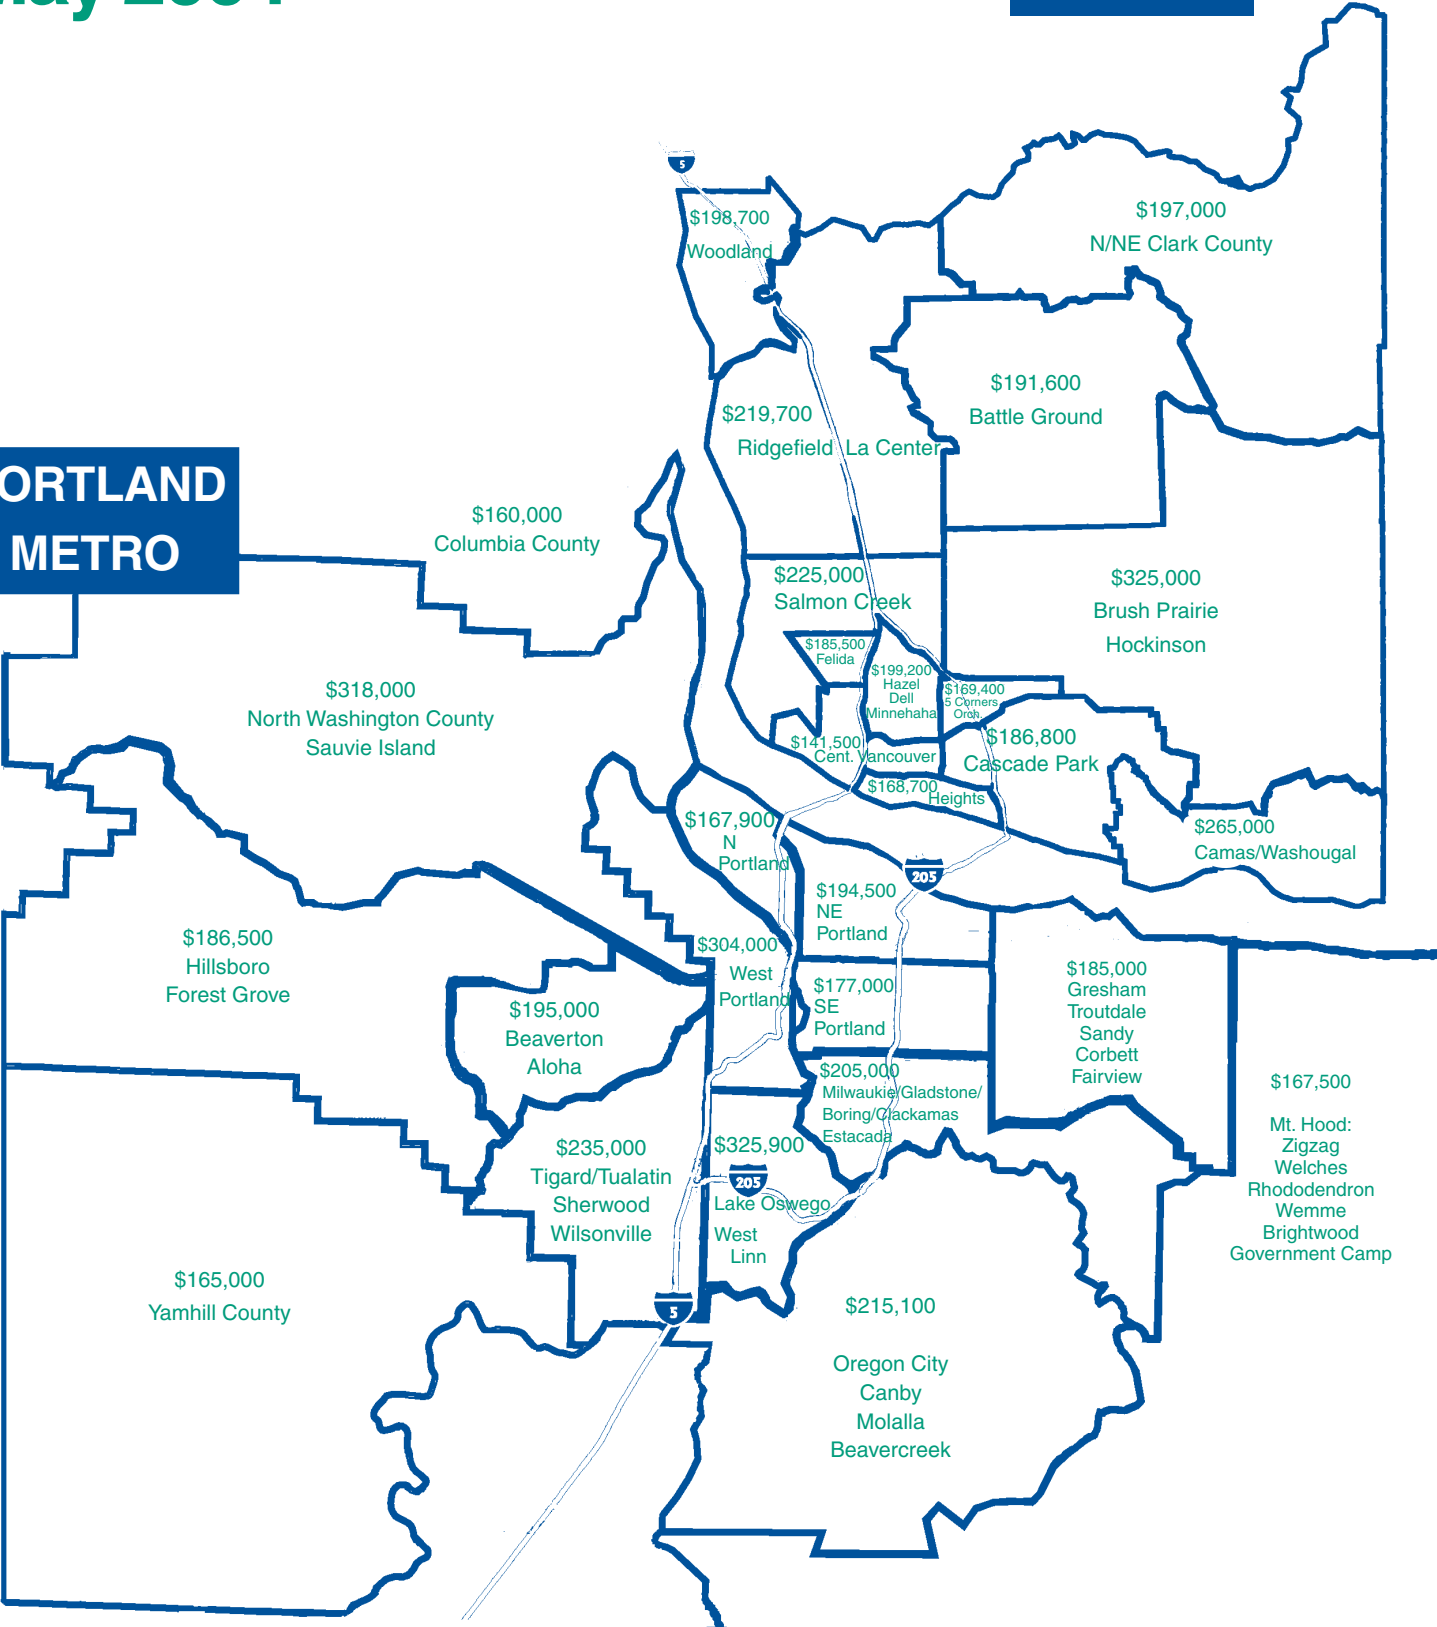 5
$198,700
Woodland
$197,000
N/NE Clark County
$191,600
Battle Ground
$219,700
Ridgefield La Center
ORTLAND
METRO
$160,000
Columbia County
$225,000
Salmon Creek
$325,000
Brush Prairie
Hockinson
$185,500
Felida
$199,200
Hazel
Dell
Minnehaha
$169,400
5 Corners
Orch.
$318,000
North Washington County
Sauvie Island
$141,500
Cent. Vancouver
$186,800
Cascade Park
$168,700
Heights
$265,000
Camas/Washougal
$167,900
N
Portland
205
$194,500
NE
Portland
$304,000
West
Portland
$186,500
Hillsboro
Forest Grove
$177,000
SE
Portland
$185,000
Gresham
Troutdale
Sandy
Corbett
Fairview
$195,000
Beaverton
Aloha
$205,000
Milwaukie/Gladstone/
Boring/Clackamas
Estacada
$167,500
Mt. Hood:
Zigzag
Welches
Rhododendron
Wemme
Brightwood
Government Camp
$235,000
Tigard/Tualatin
Sherwood
Wilsonville
$325,900
205
Lake Oswego
West
Linn
$165,000
Yamhill County
5
$215,100
Oregon City
Canby
Molalla
Beavercreek